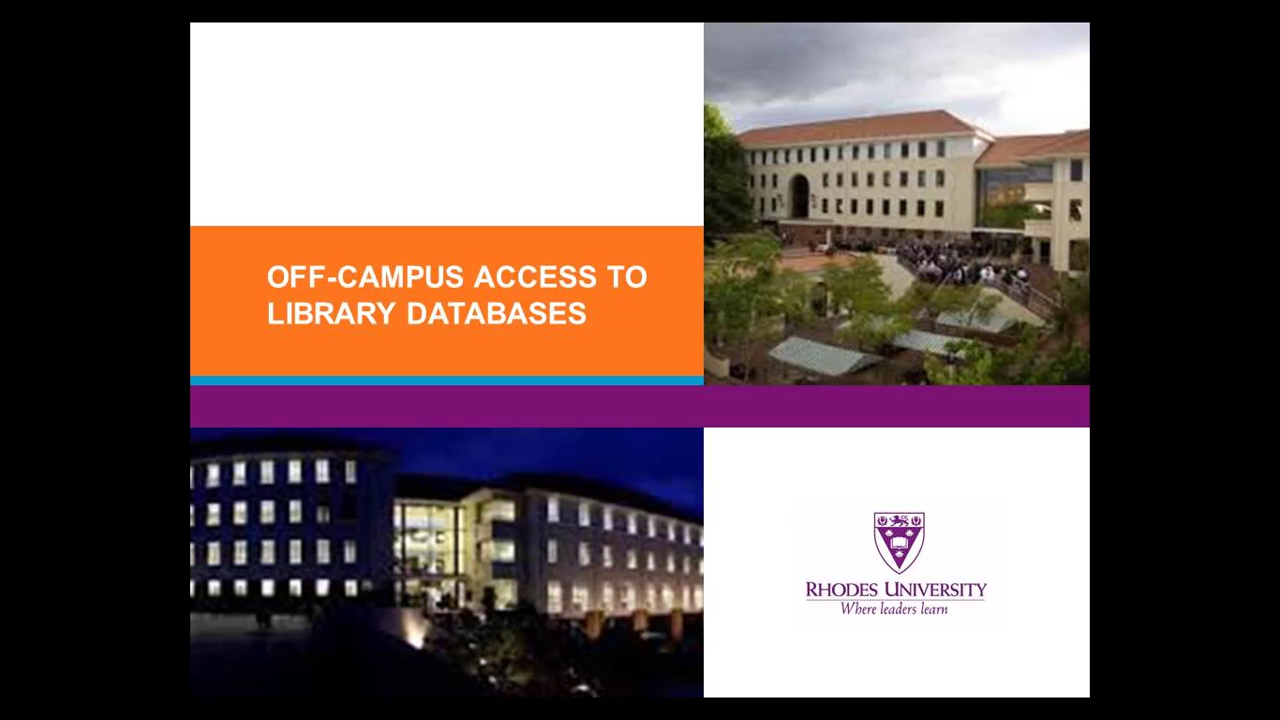 OFF-CAMPUS ACCESS TO
LIBRARY DATABASES
RHODES UNIVERSITY
Where leaders learn